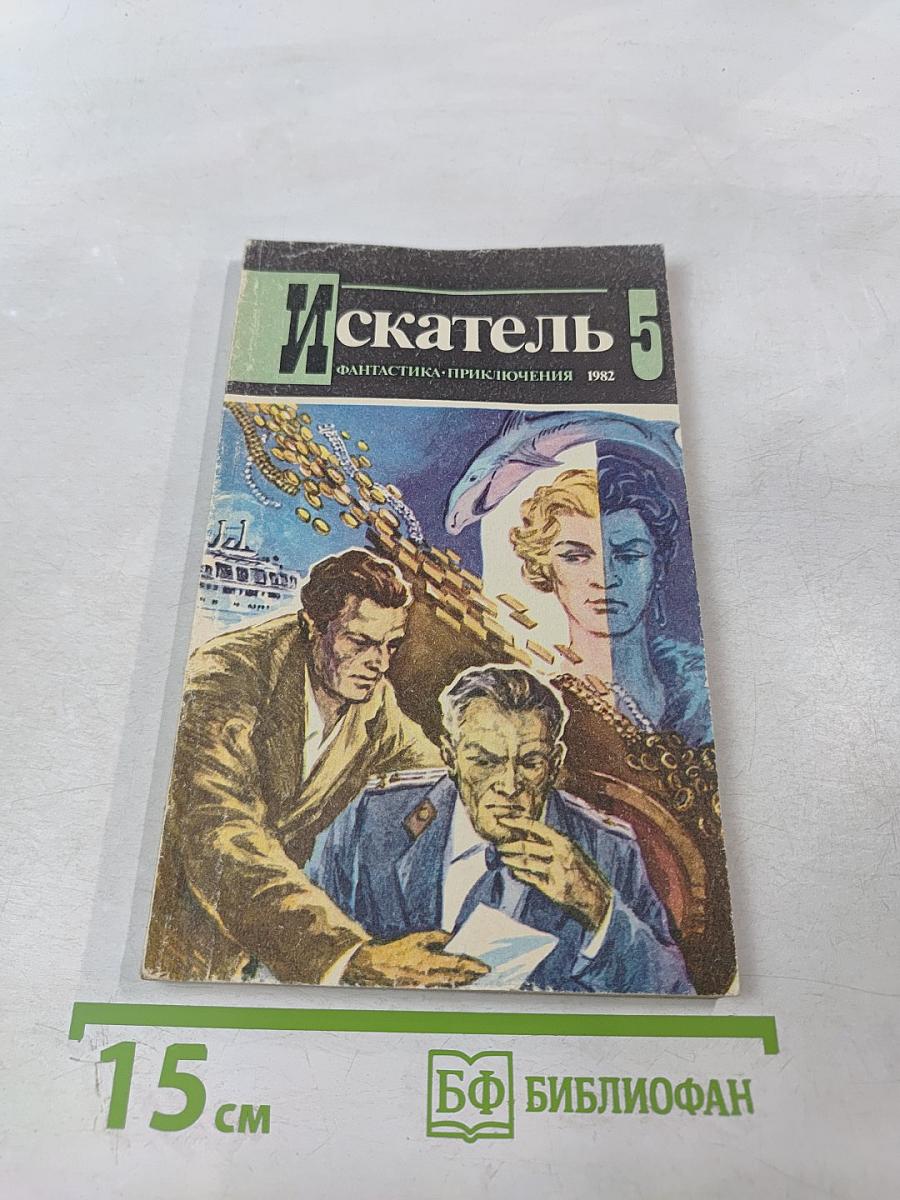 Искатель 5
ФАНТАСТИКА·ПРИКЛЮЧЕНИЯ 1982
15 см
БФ БИБЛИОФАН